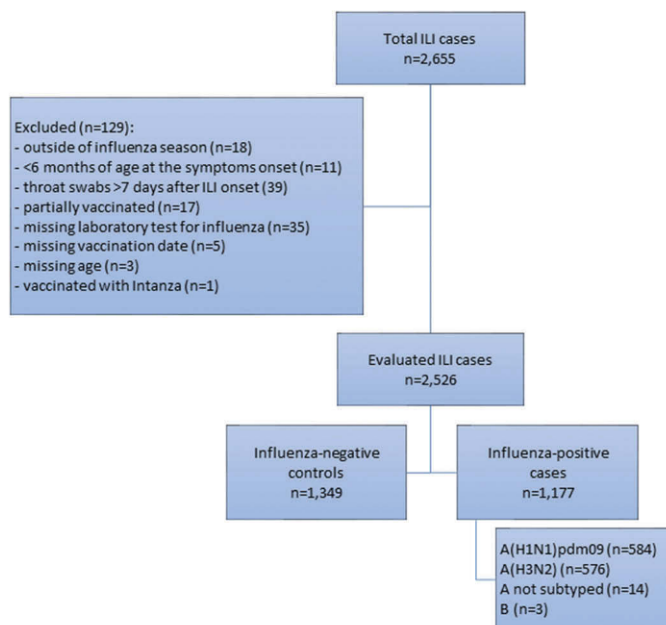 Total ILI cases
n=2,655
Excluded (n=129):
- outside of influenza season (n=18)
- <6 months of age at the symptoms onset (n=11)
- throat swabs >7 days after ILI onset (39)
- partially vaccinated (n=17)
- missing laboratory test for influenza (n=35)
- missing vaccination date (n=5)
- missing age (n=3)
- vaccinated with Intanza (n=1)
Evaluated ILI cases
n=2,526
Influenza-negative
controls
n=1,349
Influenza-positive
cases
n=1,177
A(H1N1)pdm09 (n=584)
A(H3N2) (n=576)
A not subtyped (n=14)
B (n=3)